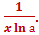 1
x ln a.